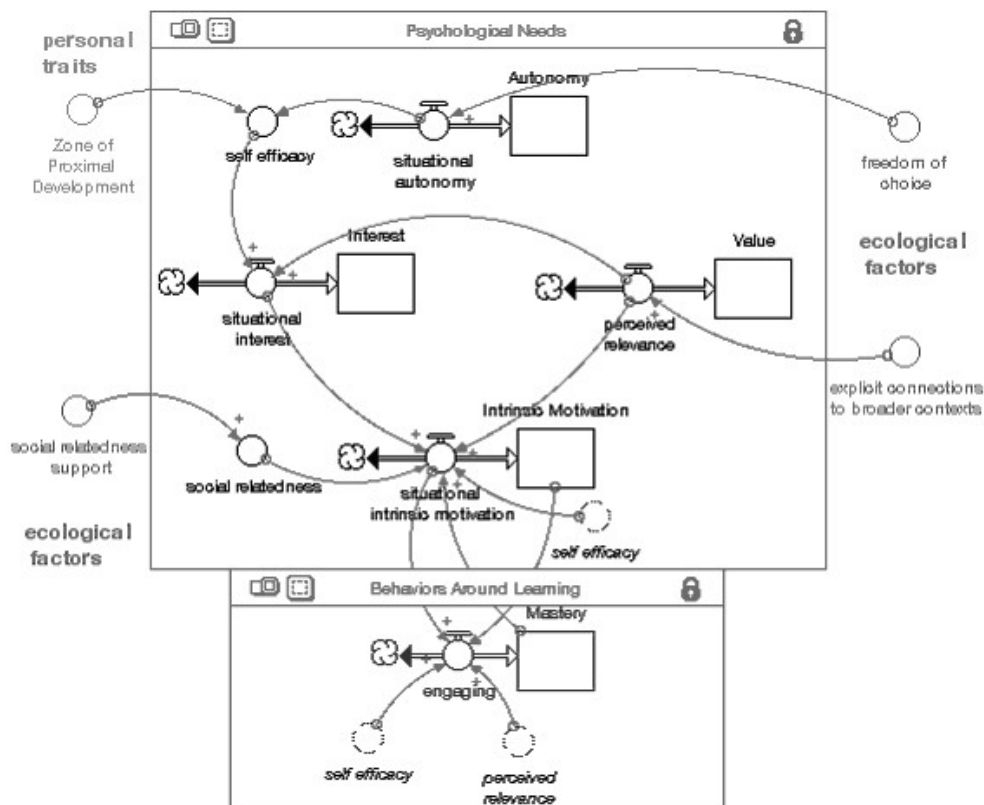 Psychological Needs
personal
traits
Zone of
Proximal
Development
self efficacy
situational
autonomy
Autonomy
freedom of
choice
ecological
factors
Interest
situational
interest
Value
perceived
relevance
explicit connections
to broader contexts
social relatedness
support
social relatedness
Intrinsic Motivation
situational
intrinsic motivation
self efficacy
ecological
factors
Behaviors Around Learning
Mastery
engaging
self efficacy
perceived
relevance